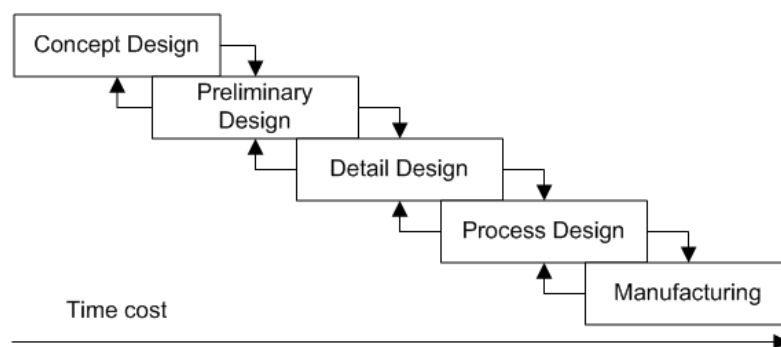 Concept Design
Preliminary
Design
Detail Design
Process Design
Manufacturing
Time cost